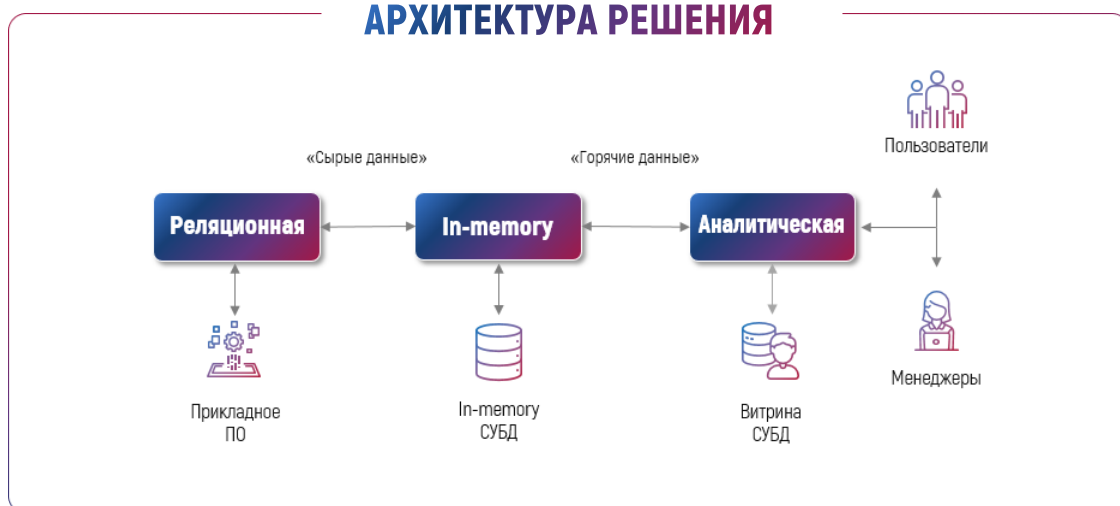 АРХИТЕКТУРА РЕШЕНИЯ
Пользователи
«Сырые данные»
«Горячие данные»
Реляционная
In-memory
Аналитическая
Менеджеры
Прикладное
ПО
In-memory
СУБД
Витрина
СУБД